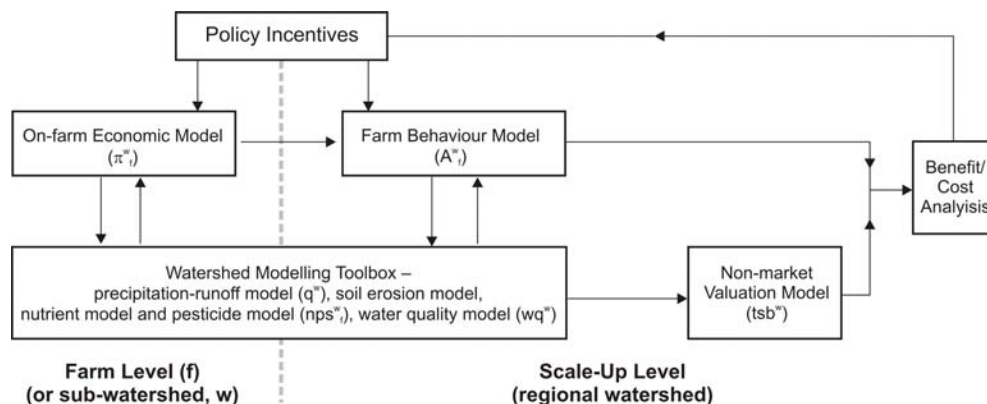 Policy Incentives
On-farm Economic Model
(π^w_f)
Farm Behaviour Model
(A^w_f)
Benefit/
Cost
Analyisis
Watershed Modelling Toolbox –
precipitation-runoff model (q^w), soil erosion model,
nutrient model and pesticide model (nps^w_f), water quality model (wq^w)
Non-market
Valuation Model
(tsb^w)
Farm Level (f)
(or sub-watershed, w)
Scale-Up Level
(regional watershed)